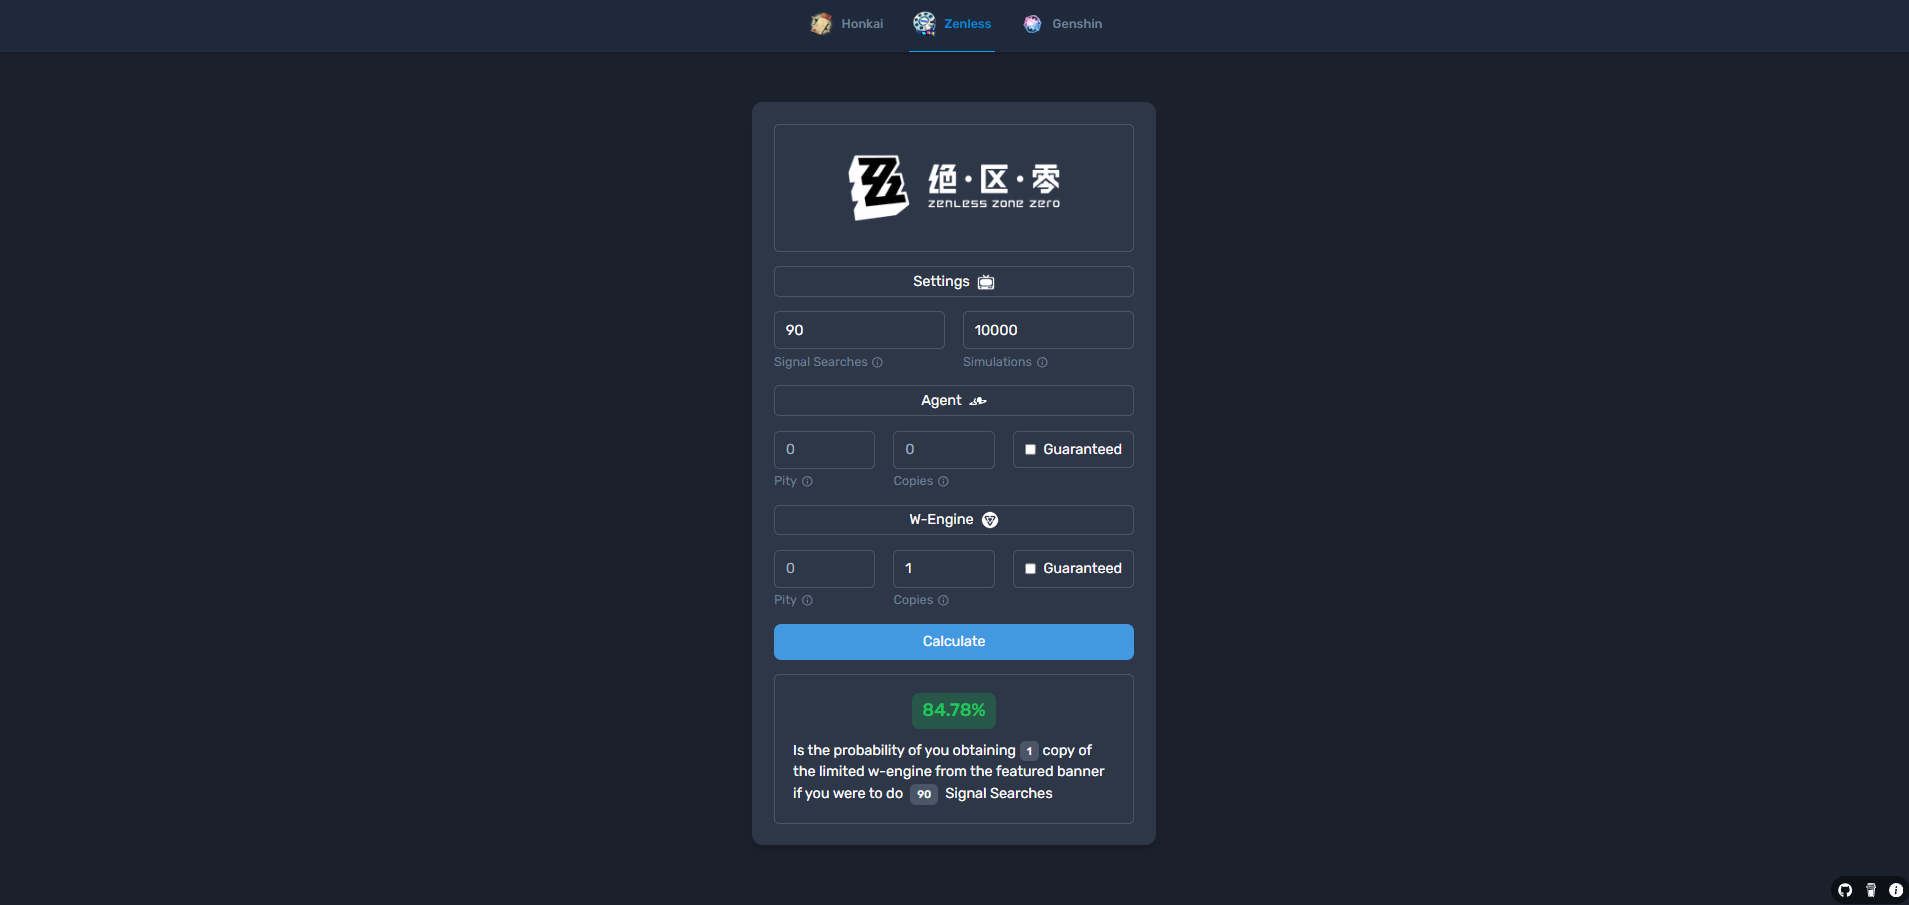 Honkai
Zenless
Genshin
绝·区·零
zenless zone zero
Settings
90
10000
Signal Searches
Simulations
Agent
0
0
Guaranteed
Pity
Copies
W-Engine
0
1
Guaranteed
Pity
Copies
Calculate
84.78%
Is the probability of you obtaining 1 copy of
the limited w-engine from the featured banner
if you were to do 90 Signal Searches